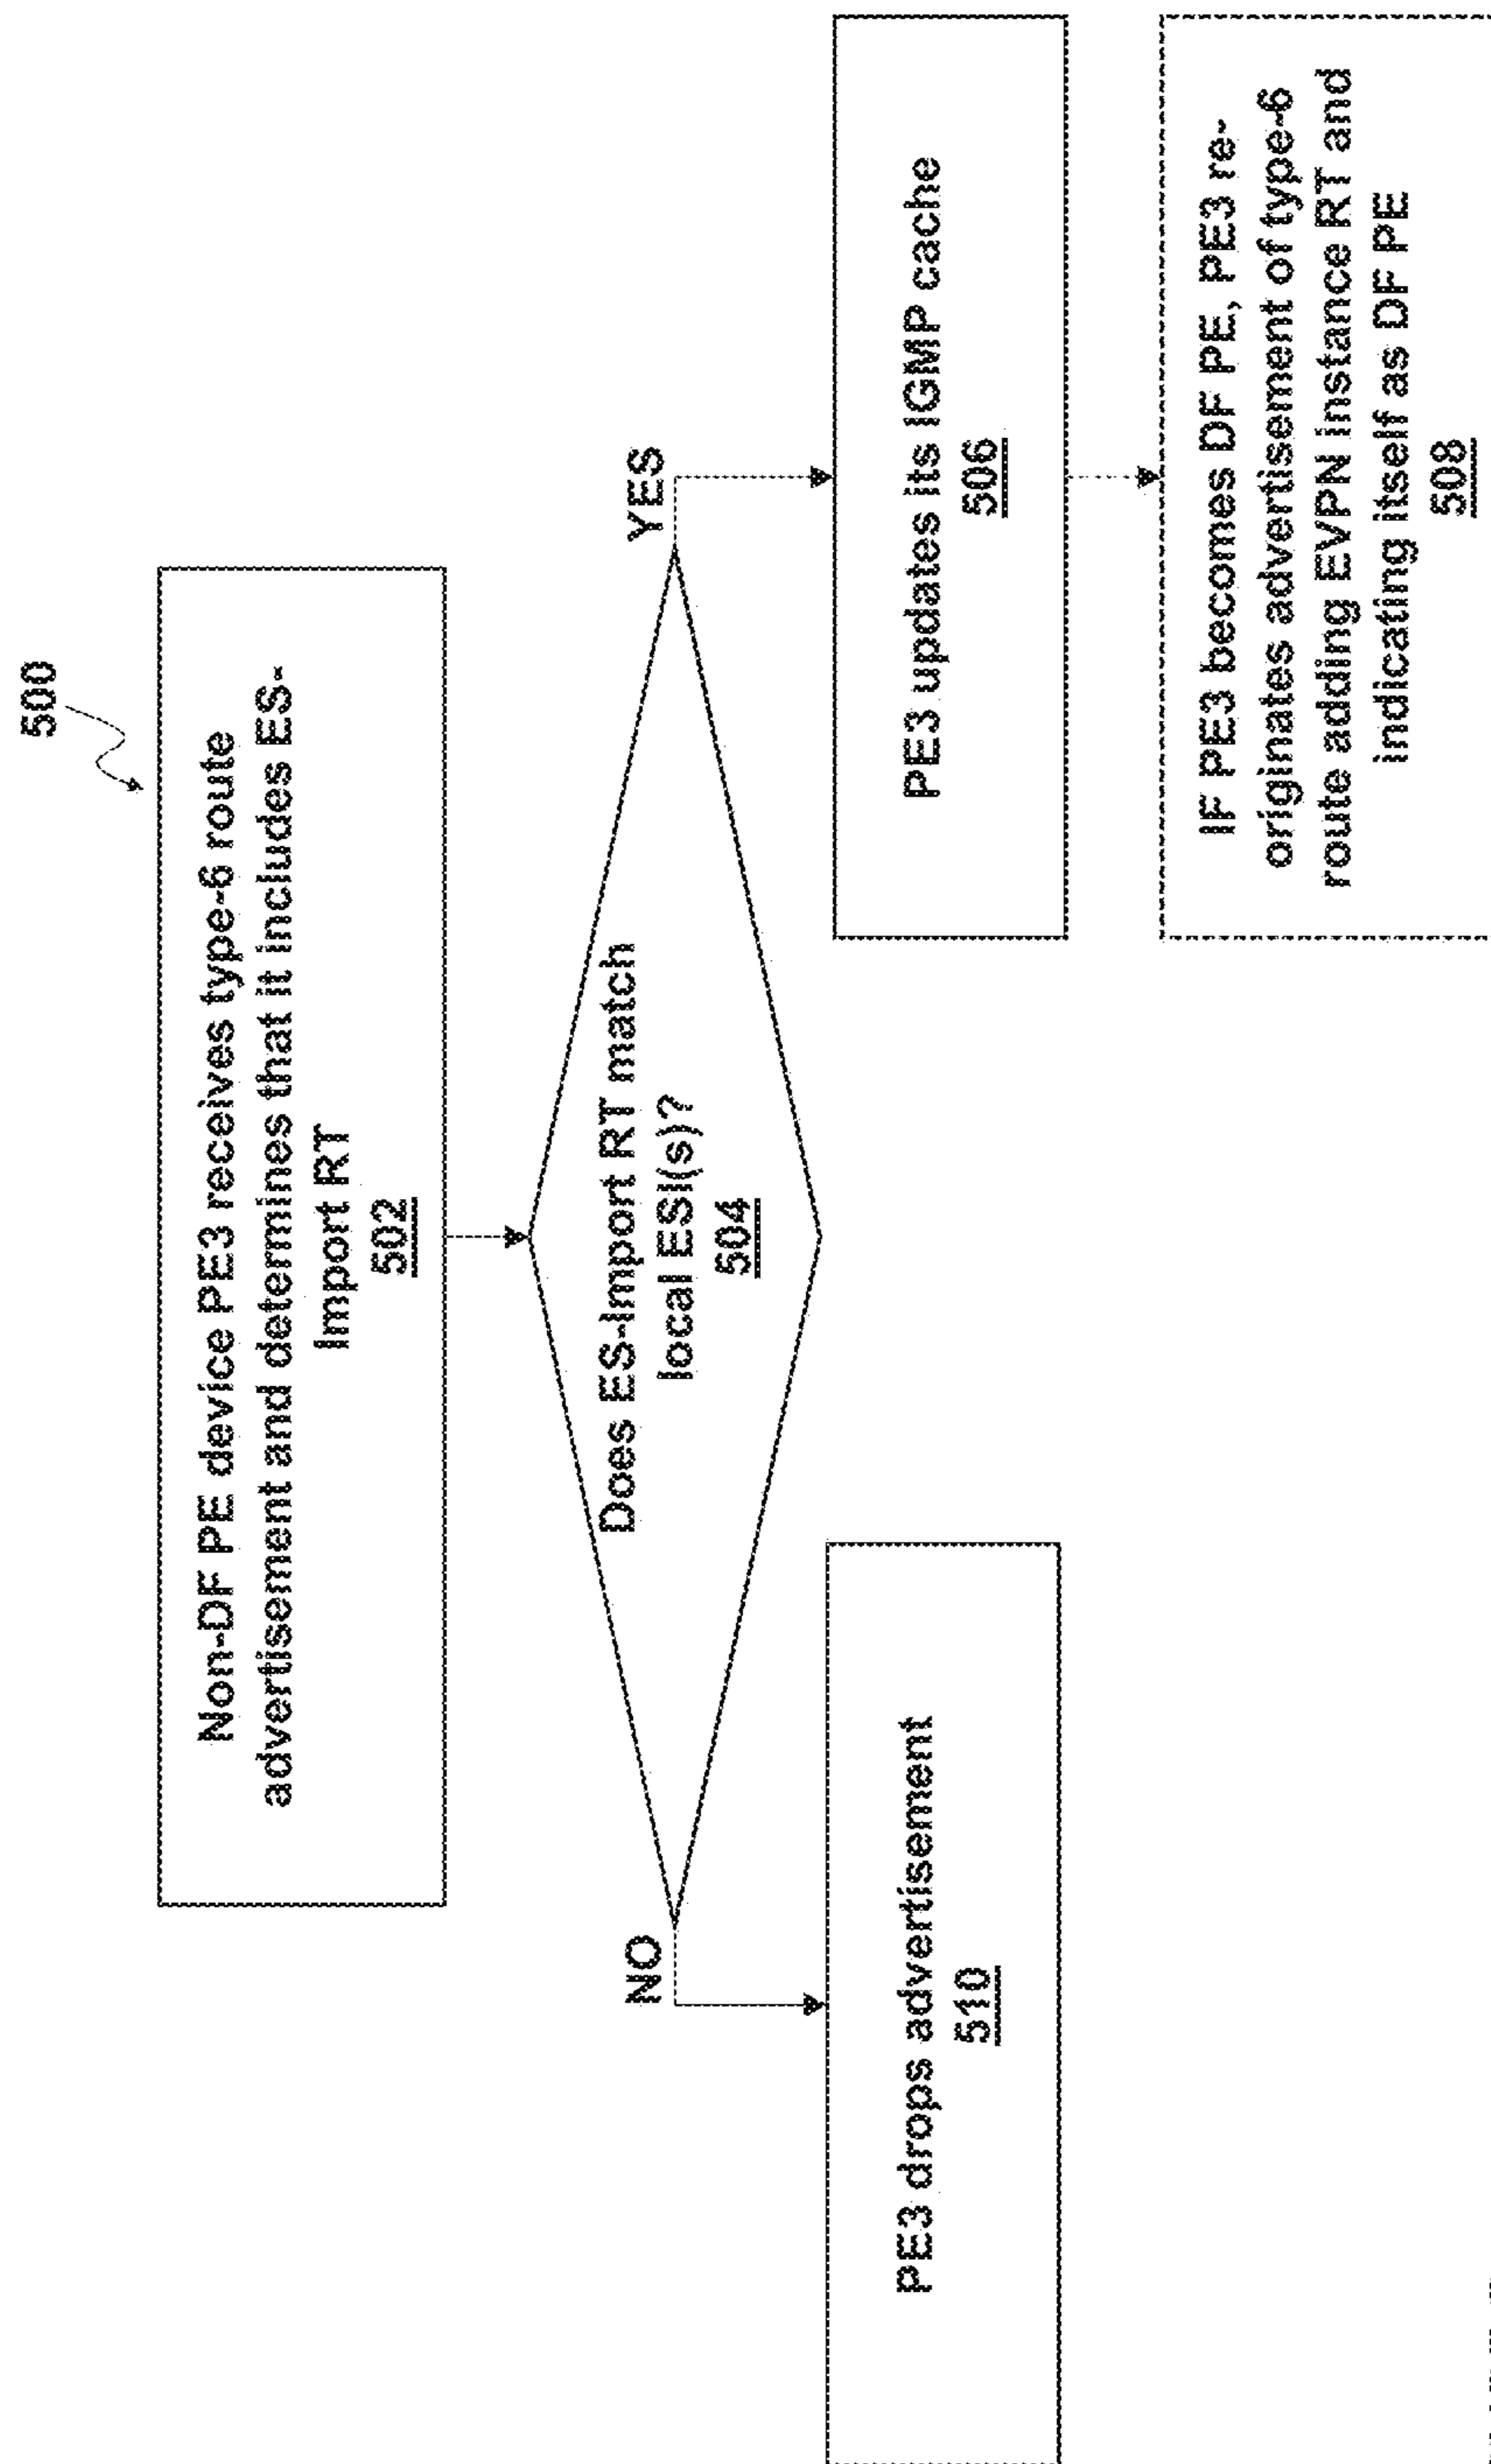 500
Non-DF PE device PE3 receives type-6 route
advertisement and determines that it includes ES-
Import RT
502
Does ES-Import RT match
local ESI(s)?
504
NO
YES
PE3 drops advertisement
510
PE3 updates its IGMP cache
506
IF PE3 becomes DF PE, PE3 re-
originates advertisement of type-6
route adding EVPN instance RT and
indicating itself as DF PE
508